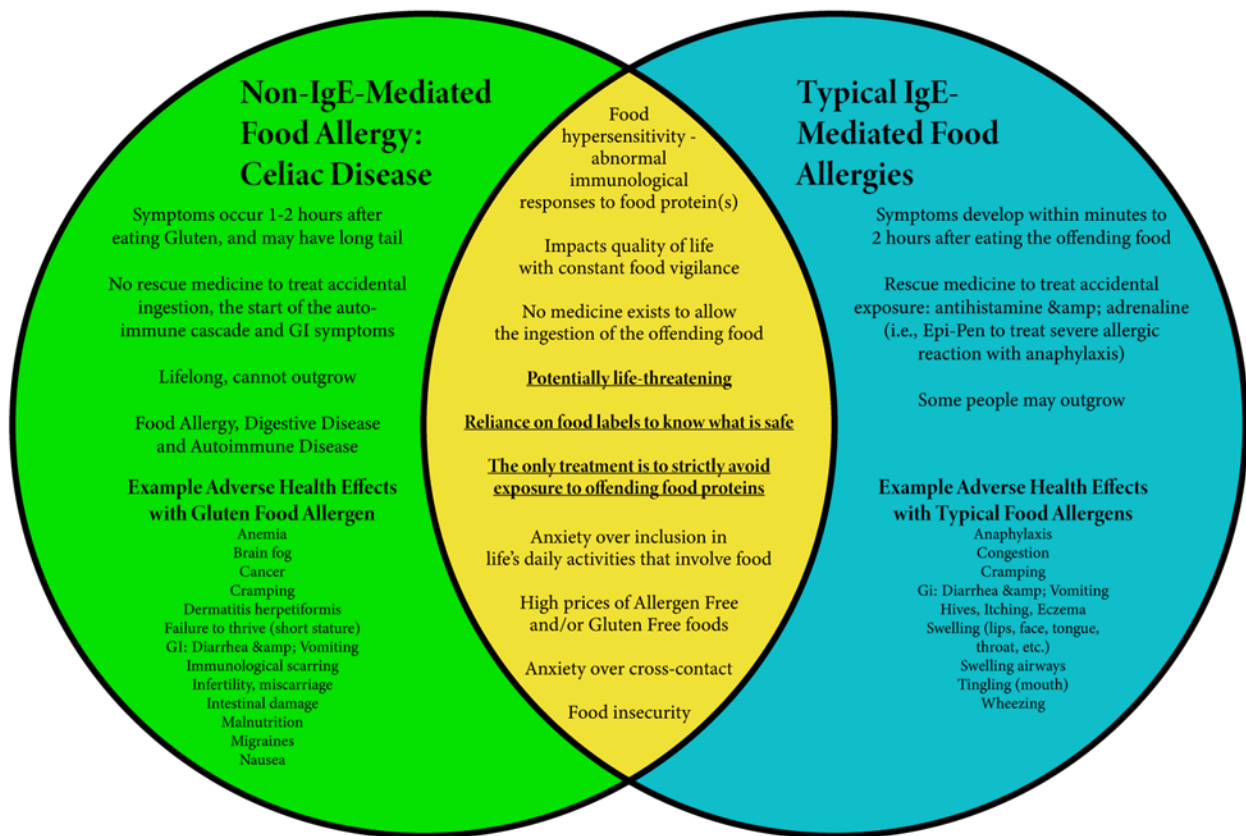 Non-IgE-Mediated
Food Allergy:
Celiac Disease
Symptoms occur 1-2 hours after
eating Gluten, and may have long tail
No rescue medicine to treat accidental
ingestion, the start of the auto-
immune cascade and GI symptoms
Lifelong, cannot outgrow
Food Allergy, Digestive Disease
and Autoimmune Disease
Example Adverse Health Effects
with Gluten Food Allergen
Anemia
Brain fog
Cancer
Cramping
Dermatitis herpetiformis
Failure to thrive (short stature)
GI: Diarrhea &amp; Vomiting
Immunological scarring
Infertility, miscarriage
Intestinal damage
Malnutrition
Migraines
Nausea
Food
hypersensitivity -
abnormal
immunological
responses to food protein(s)
Impacts quality of life
with constant food vigilance
No medicine exists to allow
the ingestion of the offending food
Potentially life-threatening
Reliance on food labels to know what is safe
The only treatment is to strictly avoid
exposure to offending food proteins
Anxiety over inclusion in
life's daily activities that involve food
High prices of Allergen Free
and/or Gluten Free foods
Anxiety over cross-contact
Food insecurity
Typical IgE-
Mediated Food
Allergies
Symptoms develop within minutes to
2 hours after eating the offending food
Rescue medicine to treat accidental
exposure: antihistamine &amp; adrenaline
(i.e., Epi-Pen to treat severe allergic
reaction with anaphylaxis)
Some people may outgrow
Example Adverse Health Effects
with Typical Food Allergens
Anaphylaxis
Congestion
Cramping
Gi: Diarrhea &amp; Vomiting
Hives, Itching, Eczema
Swelling (lips, face, tongue,
throat, etc.)
Swelling airways
Tingling (mouth)
Wheezing